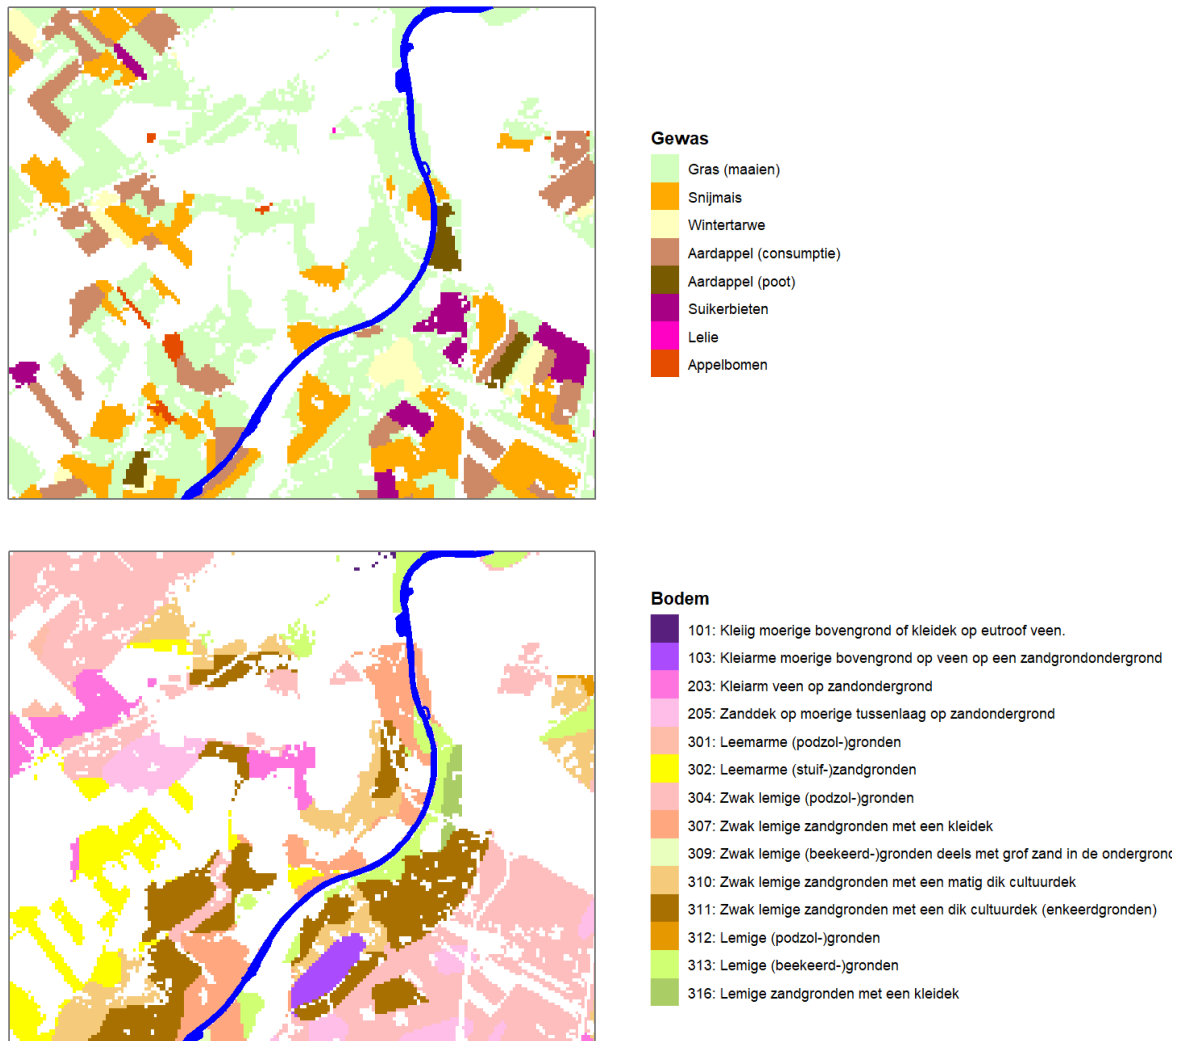 Gewas
Gras (maaien)
Snijmais
Wintertarwe
Aardappel (consumptie)
Aardappel (poot)
Suikerbieten
Lelie
Appelbomen
Bodem
101: Kleiig moerige bovengrond of kleidek op eutroof veen.
103: Kleiarme moerige bovengrond op veen op een zandgrondondergrond
203: Kleiarm veen op zandondergrond
205: Zanddek op moerige tussenlaag op zandondergrond
301: Leemarme (podzol-)gronden
302: Leemarme (stuif-)zandgronden
304: Zwak lemige (podzol-)gronden
307: Zwak lemige zandgronden met een kleidek
309: Zwak lemige (beekeerd-)gronden deels met grof zand in de ondergrond
310: Zwak lemige zandgronden met een matig dik cultuurdek
311: Zwak lemige zandgronden met een dik cultuurdek (enkeerdgronden)
312: Lemige (podzol-)gronden
313: Lemige (beekeerd-)gronden
316: Lemige zandgronden met een kleidek